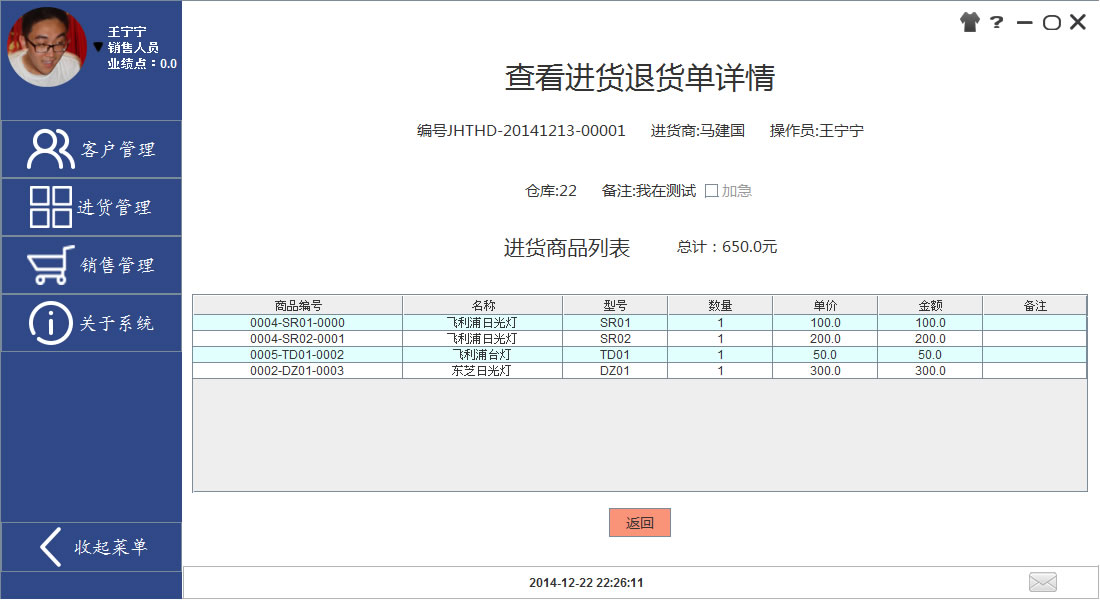 王宁宁
销售人员
业绩点：0.0
?
客户管理
进货管理
销售管理
关于系统
收起菜单
查看进货退货单详情
编号JHTHD-20141213-00001 进货商:马建国 操作员:王宁宁
仓库:22 备注:我在测试 加急
进货商品列表 总计：650.0元
商品编号 名称 型号 数量 单价 金额 备注
0004-SR01-0000 飞利浦日光灯 SR01 1 100.0 100.0
0004-SR02-0001 飞利浦日光灯 SR02 1 200.0 200.0
0005-TD01-0002 飞利浦台灯 TD01 1 50.0 50.0
0002-DZ01-0003 东芝日光灯 DZ01 1 300.0 300.0
返回
2014-12-22 22:26:11